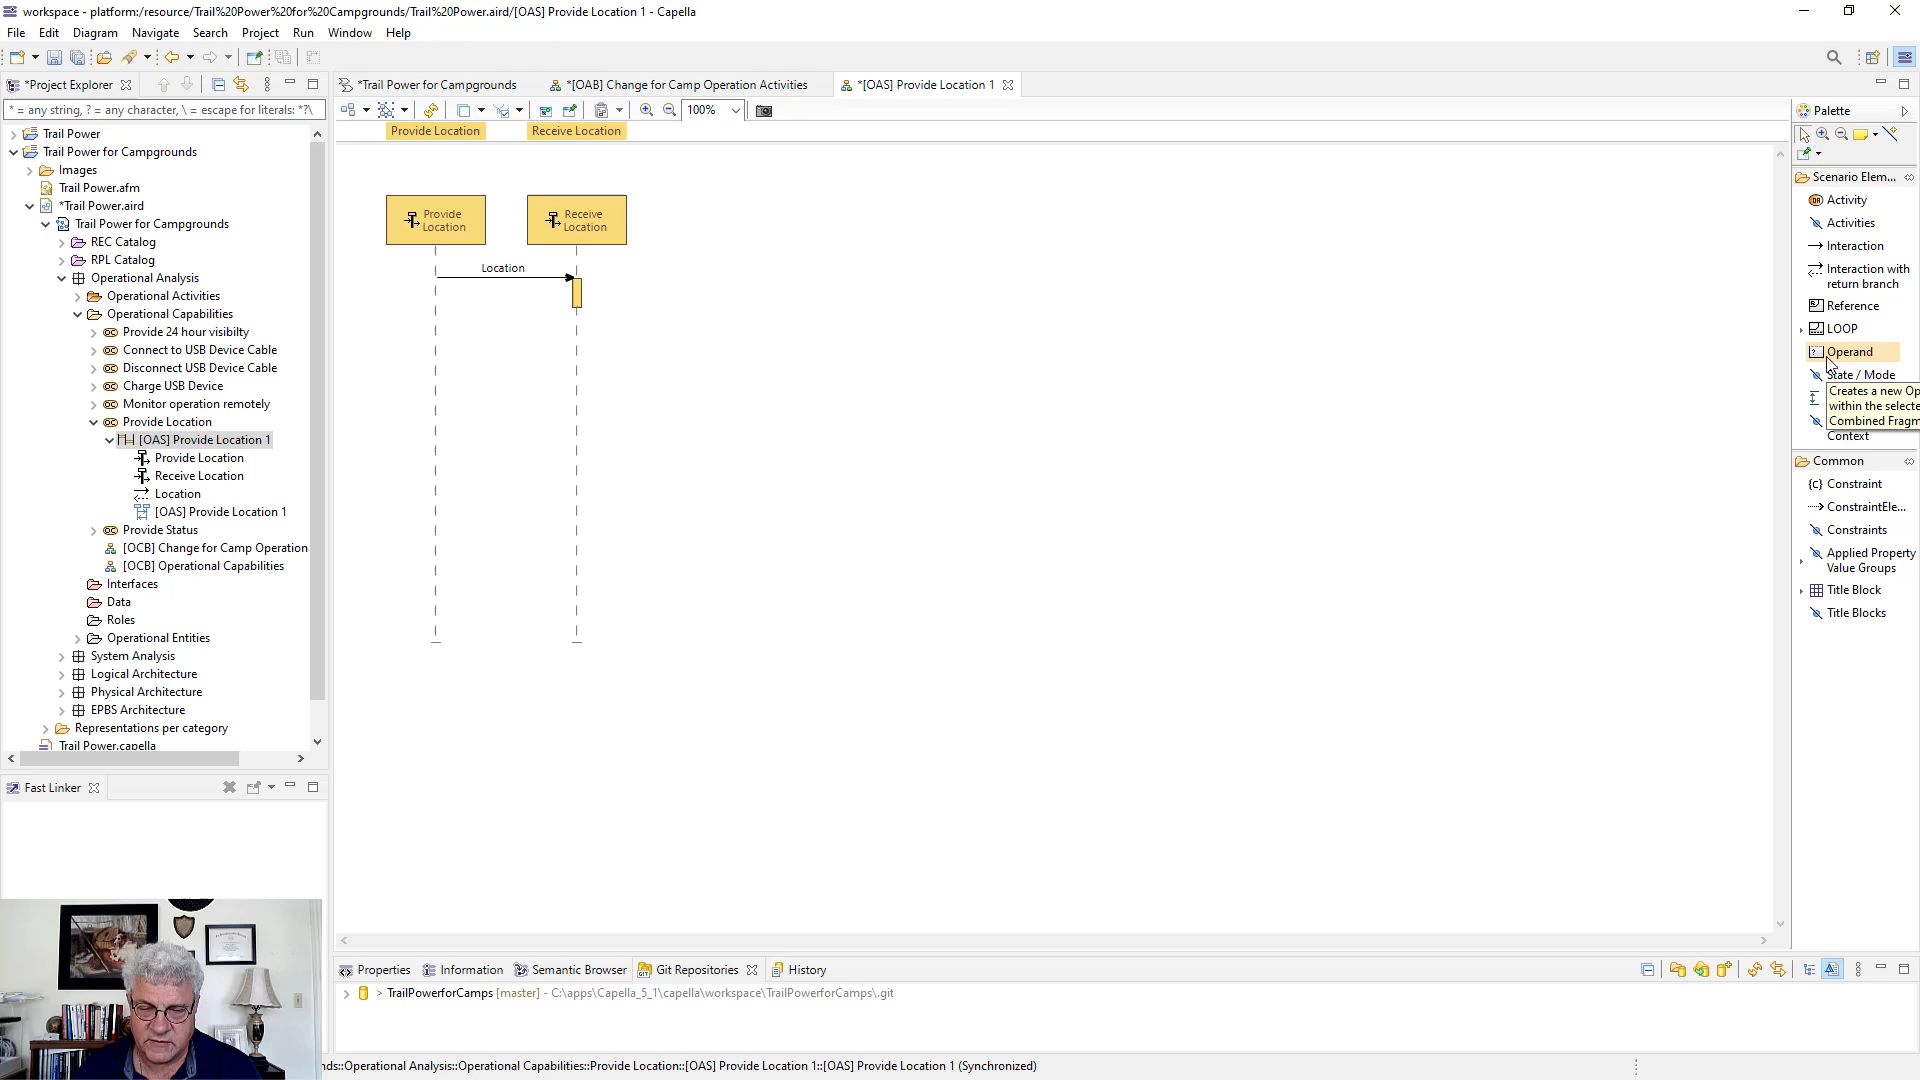 workspace - platform:/resource/Trail%20Power%20for%20Campgrounds/Trail%20Power.aird/[OAS] Provide Location 1 - Capella
File Edit Diagram Navigate Search Project Run Window Help
*Project Explorer
* = any string, ? = any character, \ = escape for literals: *?\
Trail Power
Trail Power for Campgrounds
Images
Trail Power.afm
*Trail Power.aird
Trail Power for Campgrounds
REC Catalog
RPL Catalog
Operational Analysis
Operational Activities
Operational Capabilities
Provide 24 hour visibilty
Connect to USB Device Cable
Disconnect USB Device Cable
Charge USB Device
Monitor operation remotely
Provide Location
[OAS] Provide Location 1
Provide Location
Receive Location
Location
[OAS] Provide Location 1
Provide Status
[OCB] Change for Camp Operation
[OCB] Operational Capabilities
Interfaces
Data
Roles
Operational Entities
System Analysis
Logical Architecture
Physical Architecture
EPBS Architecture
Representations per category
Trail Power.capella
Fast Linker
*Trail Power for Campgrounds
*[OAB] Change for Camp Operation Activities
*[OAS] Provide Location 1
100%
Provide Location
Receive Location
Provide
Location
Receive
Location
Location
Palette
Scenario Elem...
Activity
Activities
Interaction
Interaction with
return branch
Reference
LOOP
Operand
State / Mode
Creates a new Op
within the selecte
Combined Fragm
Context
Common
Constraint
ConstraintEle...
Constraints
Applied Property
Value Groups
Title Block
Title Blocks
Properties
Information
Semantic Browser
Git Repositories
History
> TrailPowerforCamps [master] - C:\apps\Capella_5_1\capella\workspace\TrailPowerforCamps\.git
nds::Operational Analysis::Operational Capabilities::Provide Location::[OAS] Provide Location 1::[OAS] Provide Location 1 (Synchronized)